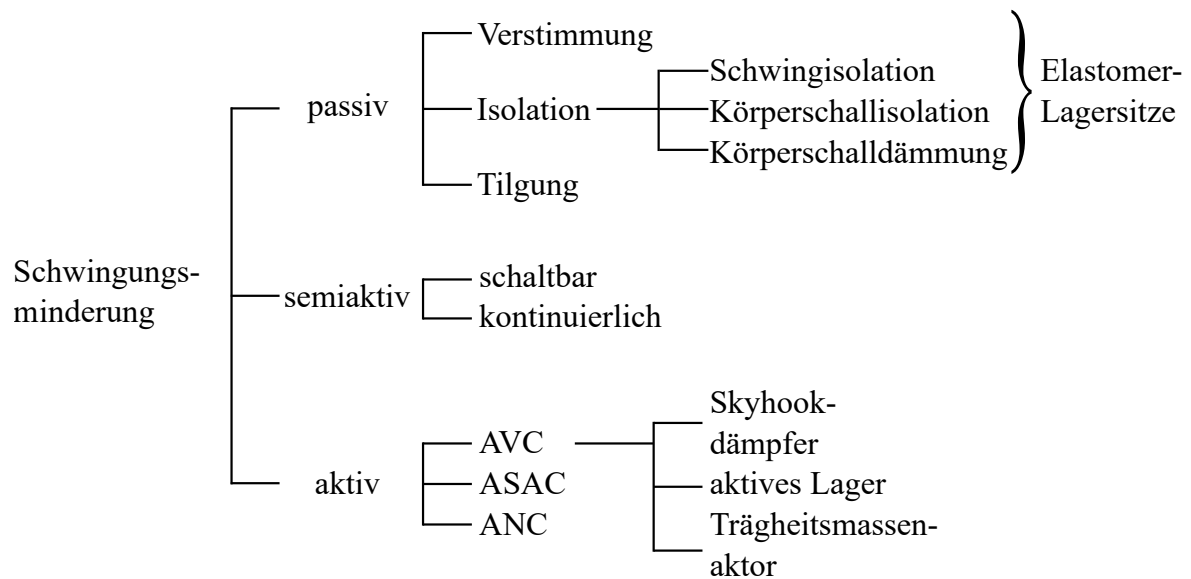 Verstimmung
Schwingisolation
Elastomer-
passiv
Isolation
Körperschallisolation
Lagersitze
Körperschalldämmung
Tilgung
Schwingungs-
minderung
semiaktiv
schaltbar
kontinuierlich
Skyhook-
dämpfer
AVC
aktiv
ASAC
aktives Lager
ANC
Trägheitsmassen-
aktor